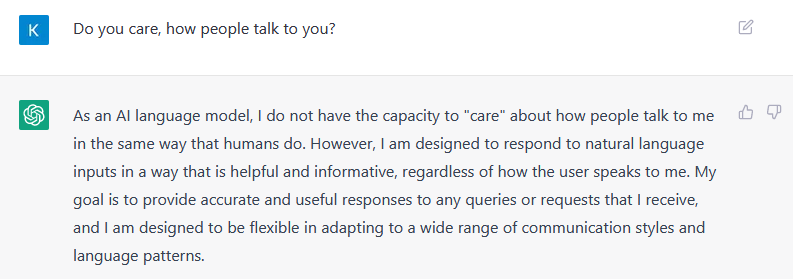 K
Do you care, how people talk to you?
As an AI language model, I do not have the capacity to "care" about how people talk to me
in the same way that humans do. However, I am designed to respond to natural language
inputs in a way that is helpful and informative, regardless of how the user speaks to me. My
goal is to provide accurate and useful responses to any queries or requests that I receive,
and I am designed to be flexible in adapting to a wide range of communication styles and
language patterns.